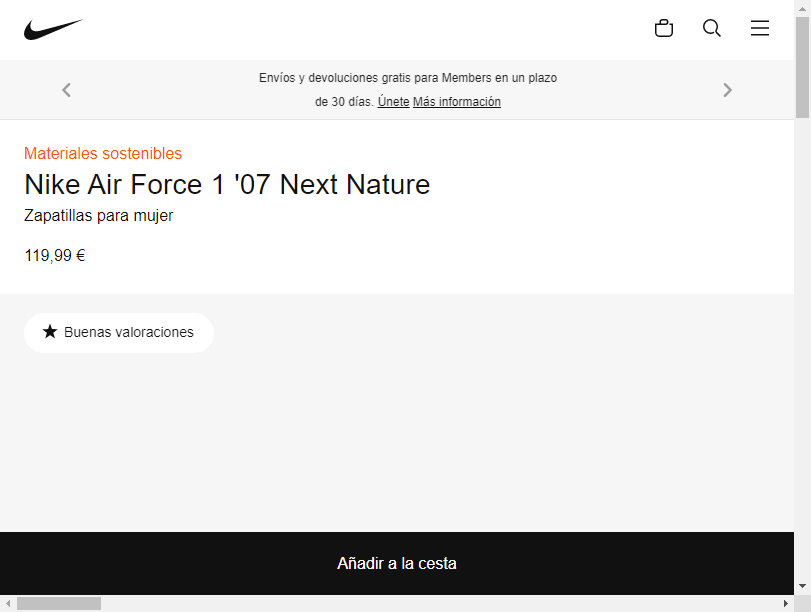 Envíos y devoluciones gratis para Members en un plazo
de 30 días. Únete Más información
Materiales sostenibles
Nike Air Force 1 '07 Next Nature
Zapatillas para mujer
119,99 €
Buenas valoraciones
Añadir a la cesta